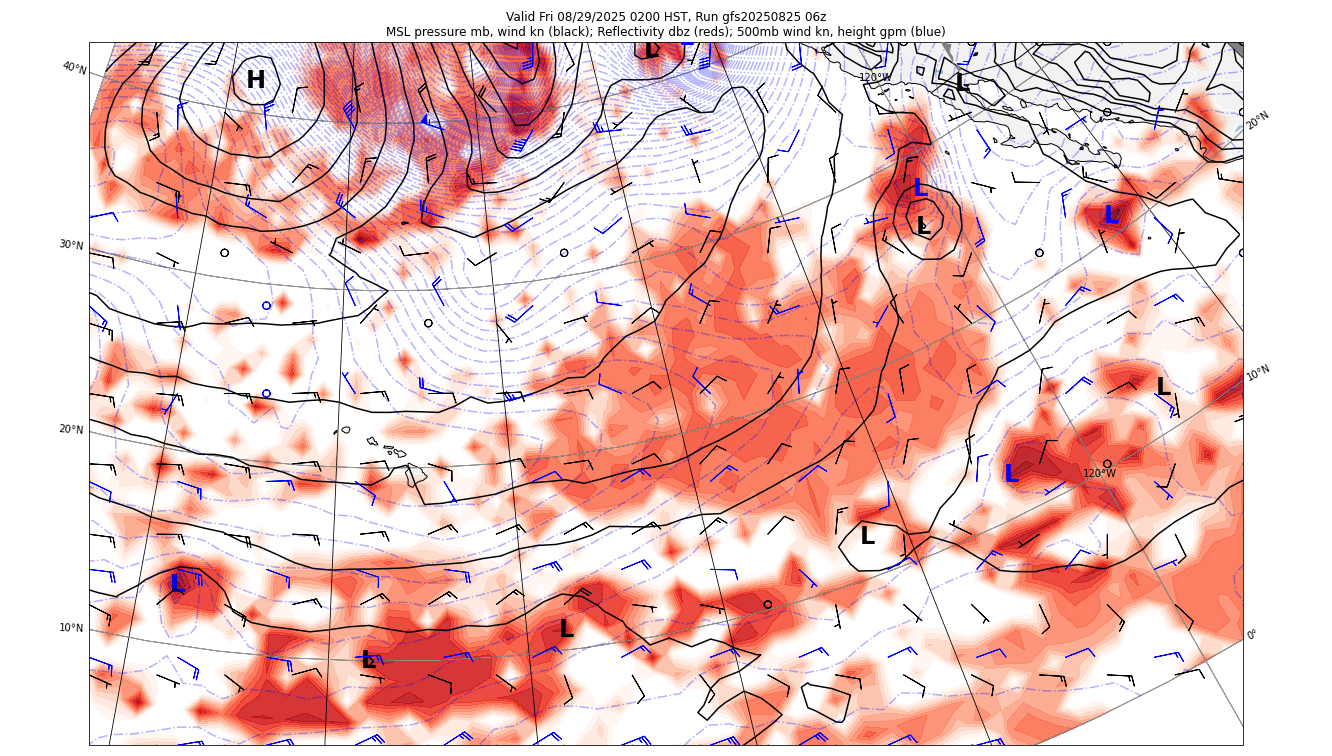 Valid Fri 08/29/2025 0200 HST, Run gfs20250825 06z
MSL pressure mb, wind kn (black); Reflectivity dbz (reds); 500mb wind kn, height gpm (blue)
L
L
H
L
40°N
120°W
20°N
L
L
L
30°N
10°N
L
20°N
L
120°W
L
L
L
10°N
0°
L